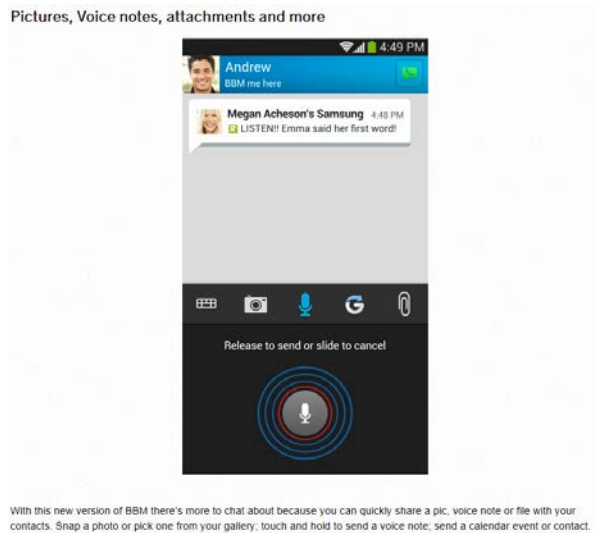 Pictures, Voice notes, attachments and more
4:49 PM
Andrew
BBM me here
Megan Acheson's Samsung 4:48 PM
R LISTEN!! Emma said her first word!
Release to send or slide to cancel
With this new version of BBM there's more to chat about because you can quickly share a pic, voice note or file with your
contacts. Snap a photo or pick one from your gallery; touch and hold to send a voice note; send a calendar event or contact.